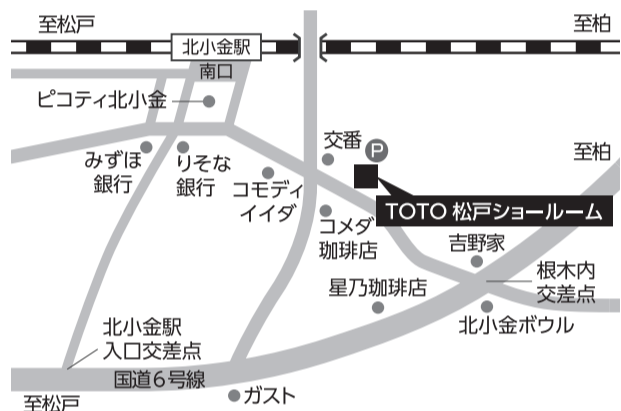 至松戸
至柏
北小金駅
南口
ピコティ北小金
交番
P
至柏
みずほ
銀行
りそな
銀行
コモディ
イイダ
TOTO 松戸ショールーム
コメダ
珈琲店
吉野家
根木内
交差点
星乃珈琲店
北小金ボウル
北小金駅
入口交差点
国道6号線
至松戸
ガスト